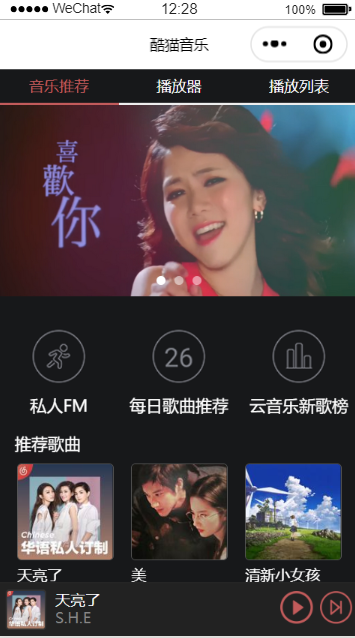 WeChat 12:28 100%
酷猫音乐
音乐推荐 播放器 播放列表
喜
歡
你
26
私人FM 每日歌曲推荐 云音乐新歌榜
推荐歌曲
Chinese
华语私人订制
天亮了 美 清新小女孩
天亮了
S.H.E